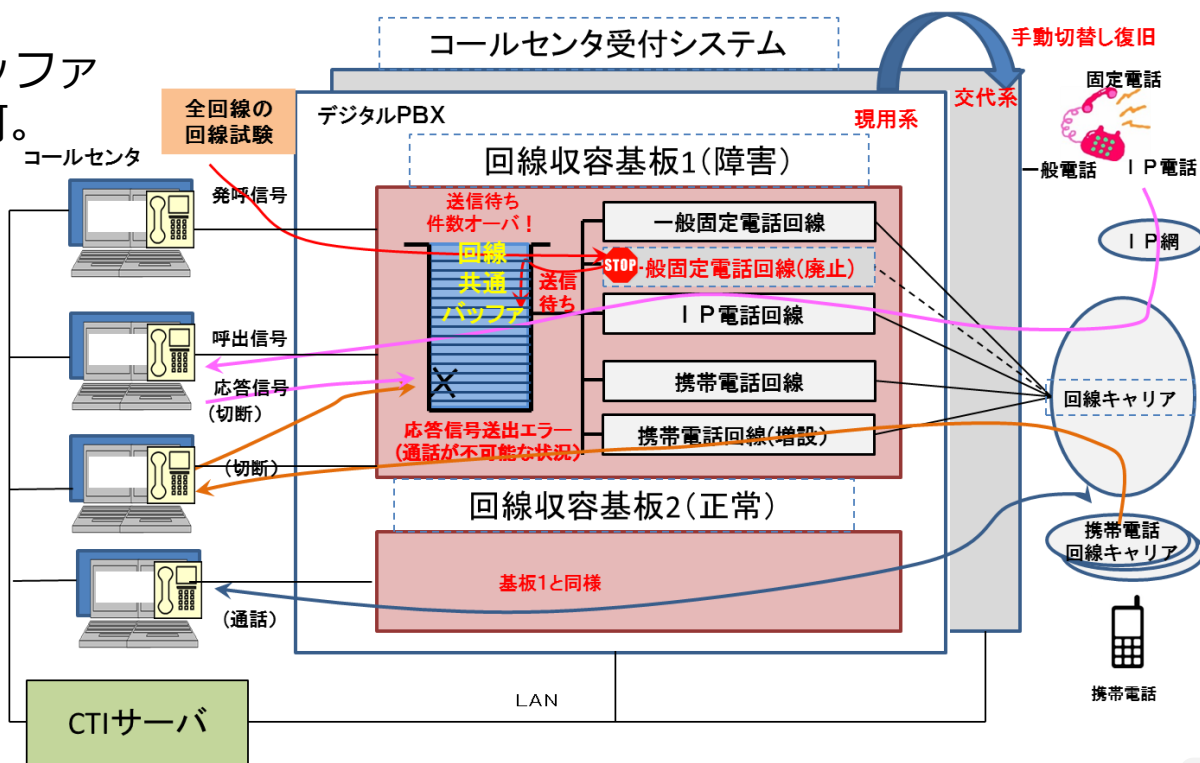 ッファ
可。
コールセンタ受付システム
手動切替し復旧
固定電話
一般電話
ＩＰ電話
全回線の
回線試験
デジタルPBX
現用系
交代系
コールセンタ
発呼信号
回線収容基板1(障害)
送信待ち
件数オーバ！
回線
共通
バッファ
送信
待ち
一般固定電話回線
STOP
般固定電話回線(廃止)
ＩＰ電話回線
携帯電話回線
携帯電話回線(増設)
ＩＰ網
呼出信号
応答信号
(切断)
回線キャリア
応答信号送出エラー
(通話が不可能な状況)
(切断)
回線収容基板2(正常)
基板1と同様
(通話)
携帯電話
回線キャリア
携帯電話
LAN
CTIサーバ